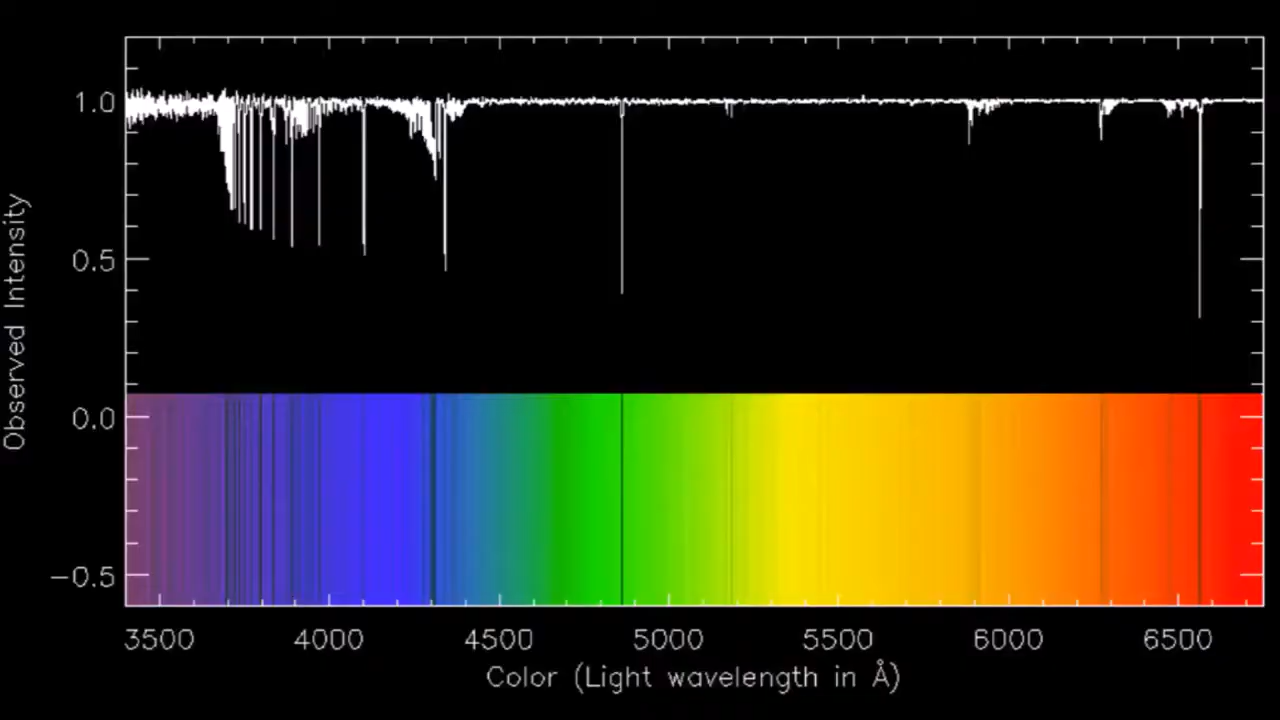 1.0
0.5
0.0
−0.5
Observed Intensity
3500 4000 4500 5000 5500 6000 6500
Color (Light wavelength in Å)